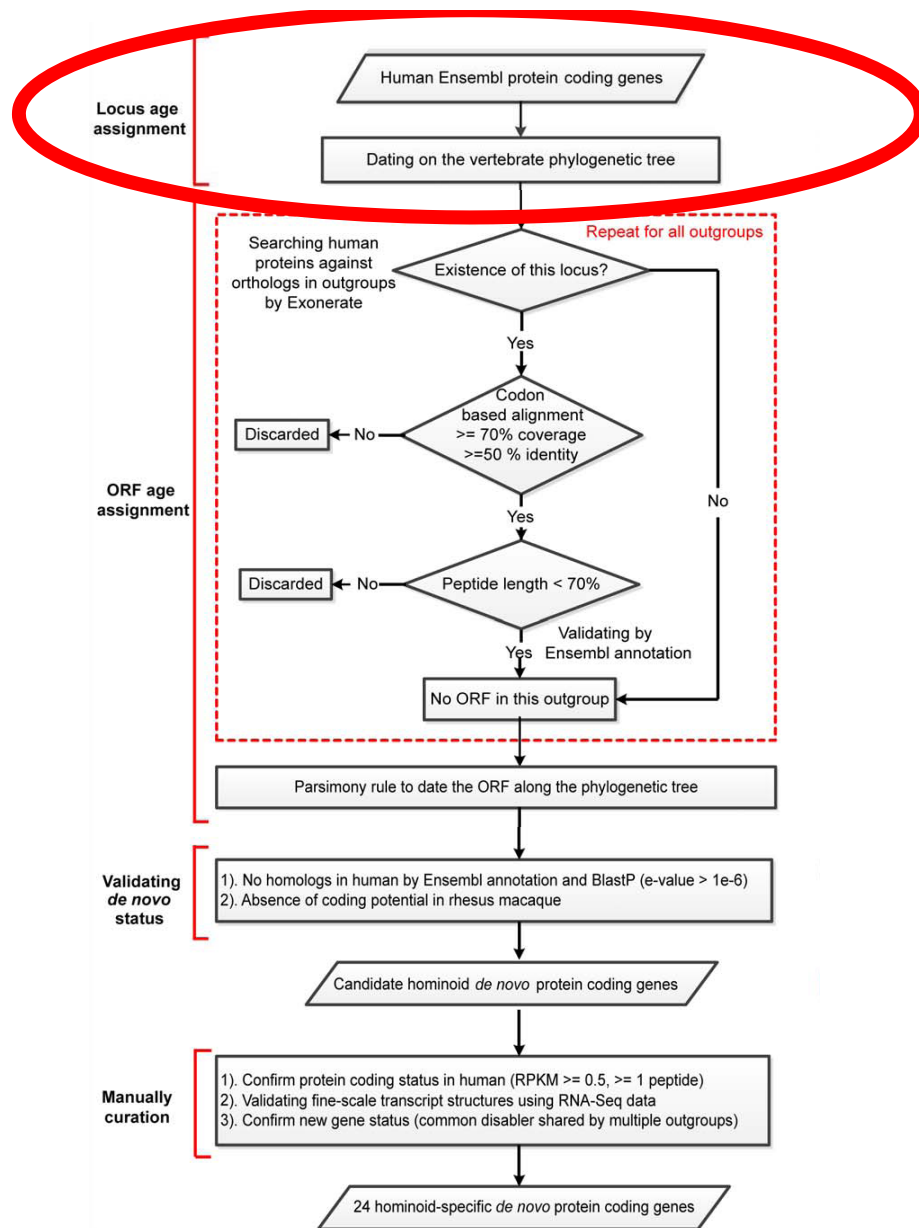 Locus age
assignment
Human Ensembl protein coding genes
Dating on the vertebrate phylogenetic tree
Repeat for all outgroups
Searching human
proteins against
orthologs in outgroups
by Exonerate
Existence of this locus?
Yes
Codon
based alignment
>= 70% coverage
>=50 % identity
No
Discarded
ORF age
assignment
No
Yes
Peptide length < 70%
No
Discarded
Validating by
Ensembl annotation
Yes
No ORF in this outgroup
Parsimony rule to date the ORF along the phylogenetic tree
Validating
de novo
status
1). No homologs in human by Ensembl annotation and BlastP (e-value > 1e-6)
2). Absence of coding potential in rhesus macaque
Candidate hominoid de novo protein coding genes
Manually
curation
1). Confirm protein coding status in human (RPKM >= 0.5, >= 1 peptide)
2). Validating fine-scale transcript structures using RNA-Seq data
3). Confirm new gene status (common disabler shared by multiple outgroups)
24 hominoid-specific de novo protein coding genes